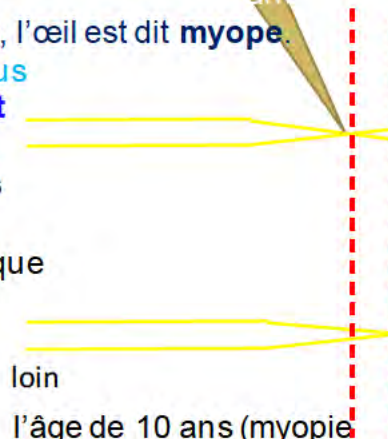 , l'œil est dit myope.
us
t
s
que
loin
l'âge de 10 ans (myopie